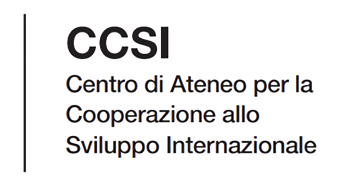 CCSI
Centro di Ateneo per la
Cooperazione allo
Sviluppo Internazionale